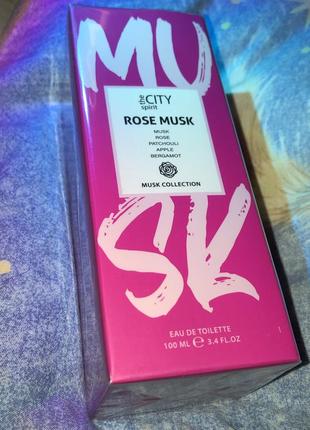 MU
the CITY
spirit
ROSE MUSK
MUSK
ROSE
PATCHOULI
APPLE
BERGAMOT
MUSK COLLECTION
SK
EAU DE TOILETTE
100 ML ℮ 3.4 FL.OZ